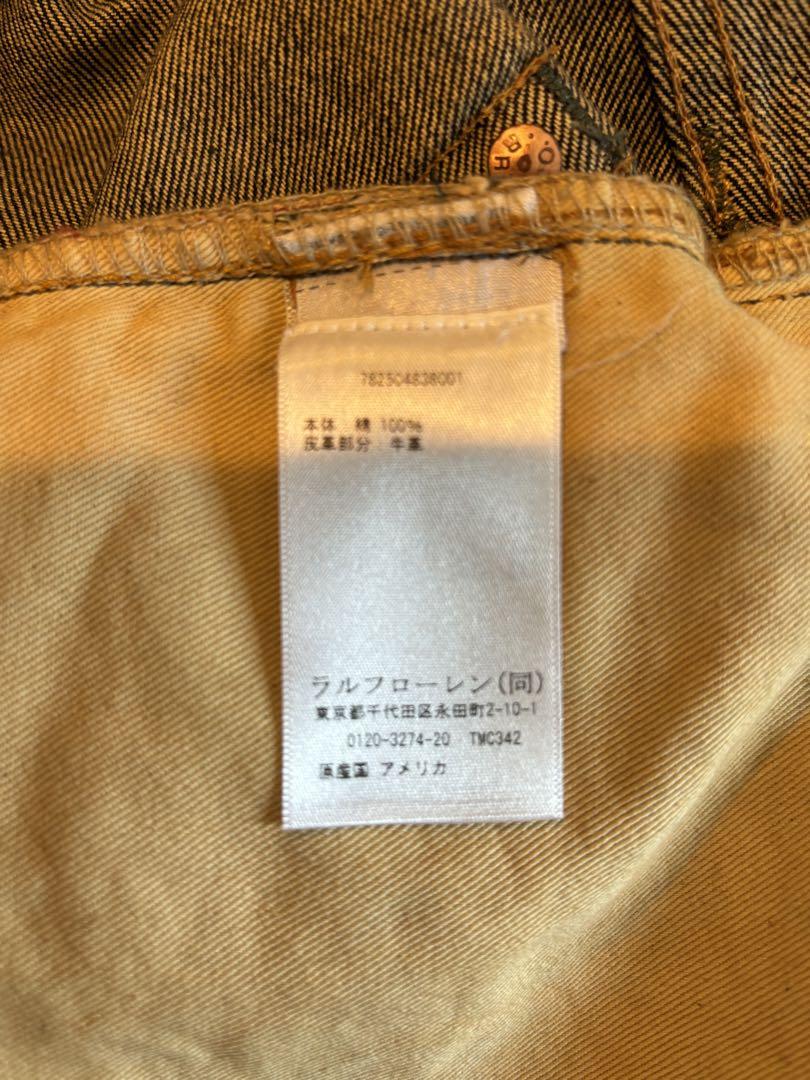 782504838001
本体 綿 100%
皮革部分 牛革
ラルフローレン(同)
東京都千代田区永田町2-10-1
0120-3274-20 TMC342
原産国 アメリカ